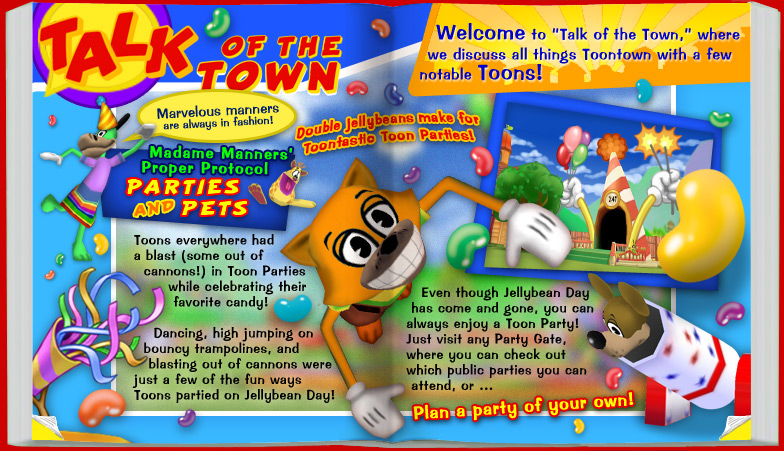 TALK
OF THE
TOWN
Welcome to "Talk of the Town," where
we discuss all things Toontown with a few
notable Toons!
Marvelous manners
are always in fashion!
Double Jellybeans make for
Toontastic Toon Parties!
Madame Manners'
Proper Protocol
PARTIES
AND PETS
247
Toons everywhere had
a blast (some out of
cannons!) in Toon Parties
while celebrating their
favorite candy!
Dancing, high jumping on
bouncy trampolines, and
blasting out of cannons were
just a few of the fun ways
Toons partied on Jellybean Day!
Even though Jellybean Day
has come and gone, you can
always enjoy a Toon Party!
Just visit any Party Gate,
where you can check out
which public parties you can
attend, or ...
Plan a party of your own!